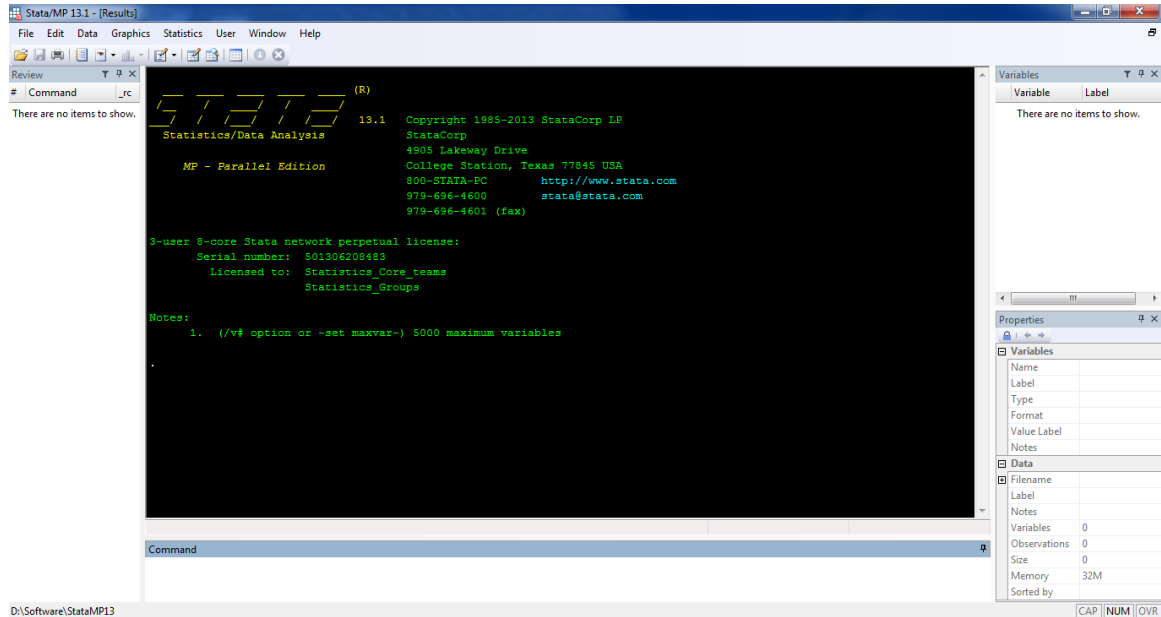 Stata/MP 13.1 - [Results]
File Edit Data Graphics Statistics User Window Help
Review
# Command _rc
There are no items to show.
(R)
13.1 Copyright 1985-2013 StataCorp LP
Statistics/Data Analysis StataCorp
4905 Lakeway Drive
MP - Parallel Edition College Station, Texas 77845 USA
800-STATA-PC http://www.stata.com
979-696-4600 stata@stata.com
979-696-4601 (fax)
3-user 8-core Stata network perpetual license:
Serial number: 501306208483
Licensed to: Statistics_Core_teams
Statistics_Groups
Notes:
1. (/v# option or -set maxvar-) 5000 maximum variables
.
Command
Variables
Variable Label
There are no items to show.
Properties
Variables
Name
Label
Type
Format
Value Label
Notes
Data
Filename
Label
Notes
Variables 0
Observations 0
Size 0
Memory 32M
Sorted by
D:\Software\StataMP13
CAP NUM OVR